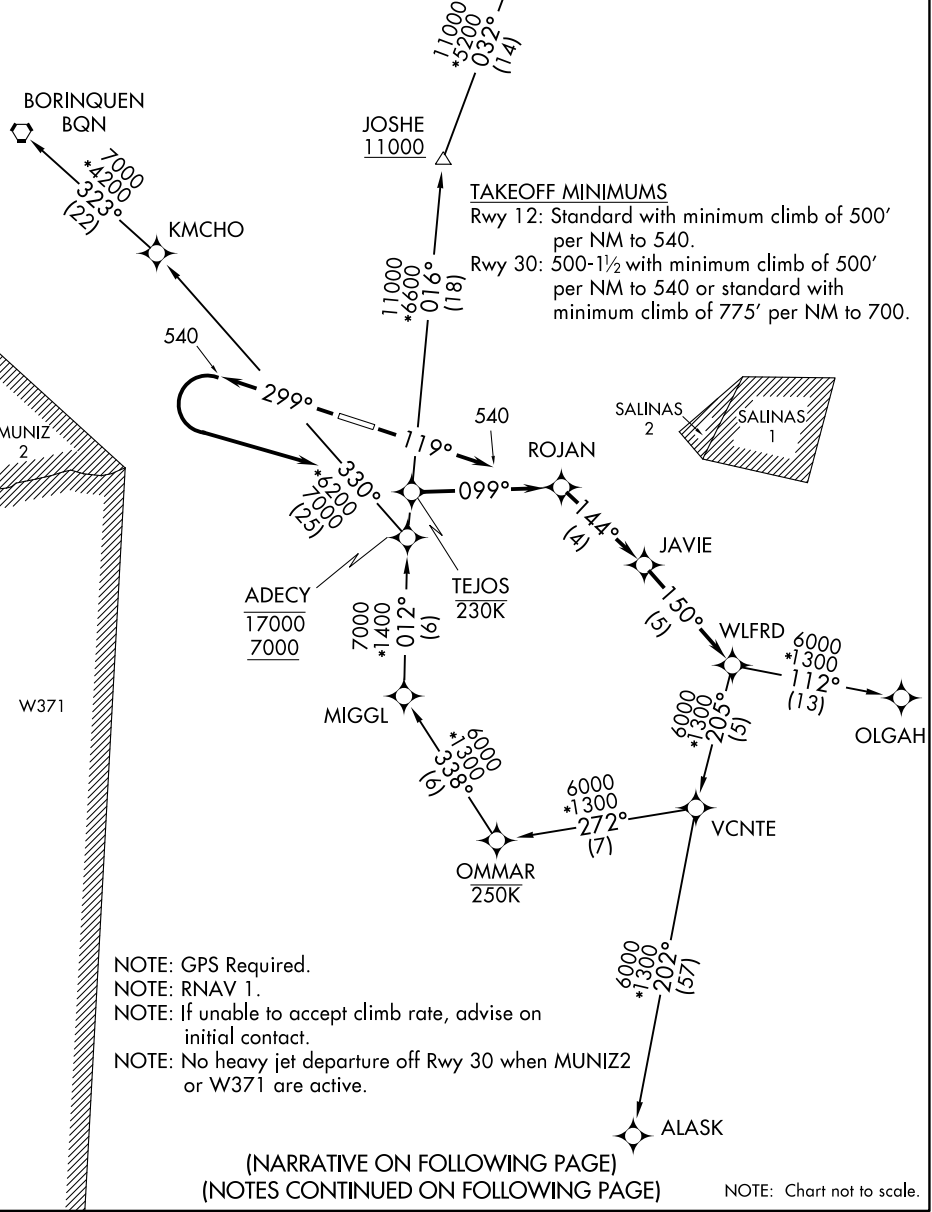 11000
*5200
032°
(14)
BORINQUEN
BQN
7000
*4200
323°
(22)
KMCHO
JOSHE
11000
TAKEOFF MINIMUMS
Rwy 12: Standard with minimum climb of 500'
per NM to 540.
Rwy 30: 500-1½ with minimum climb of 500'
per NM to 540 or standard with
minimum climb of 775' per NM to 700.
11000
*6600
016°
(18)
540
299°
119°
540
SALINAS
2
SALINAS
1
MUNIZ
2
ROJAN
330°
*6200
7000
(25)
099°
144°
(4)
JAVIE
ADECY
17000
7000
TEJOS
230K
7000
*1400
012°
(6)
150°
(5)
WLFRD
6000
*1300
112°
(13)
OLGAH
W371
MIGGL
6000
*1300
205°
(5)
6000
*1300
338°
(6)
6000
*1300
272°
(7)
VCNTE
OMMAR
250K
6000
*1300
202°
(57)
NOTE: GPS Required.
NOTE: RNAV 1.
NOTE: If unable to accept climb rate, advise on
initial contact.
NOTE: No heavy jet departure off Rwy 30 when MUNIZ2
or W371 are active.
ALASK
(NARRATIVE ON FOLLOWING PAGE)
(NOTES CONTINUED ON FOLLOWING PAGE)
NOTE: Chart not to scale.